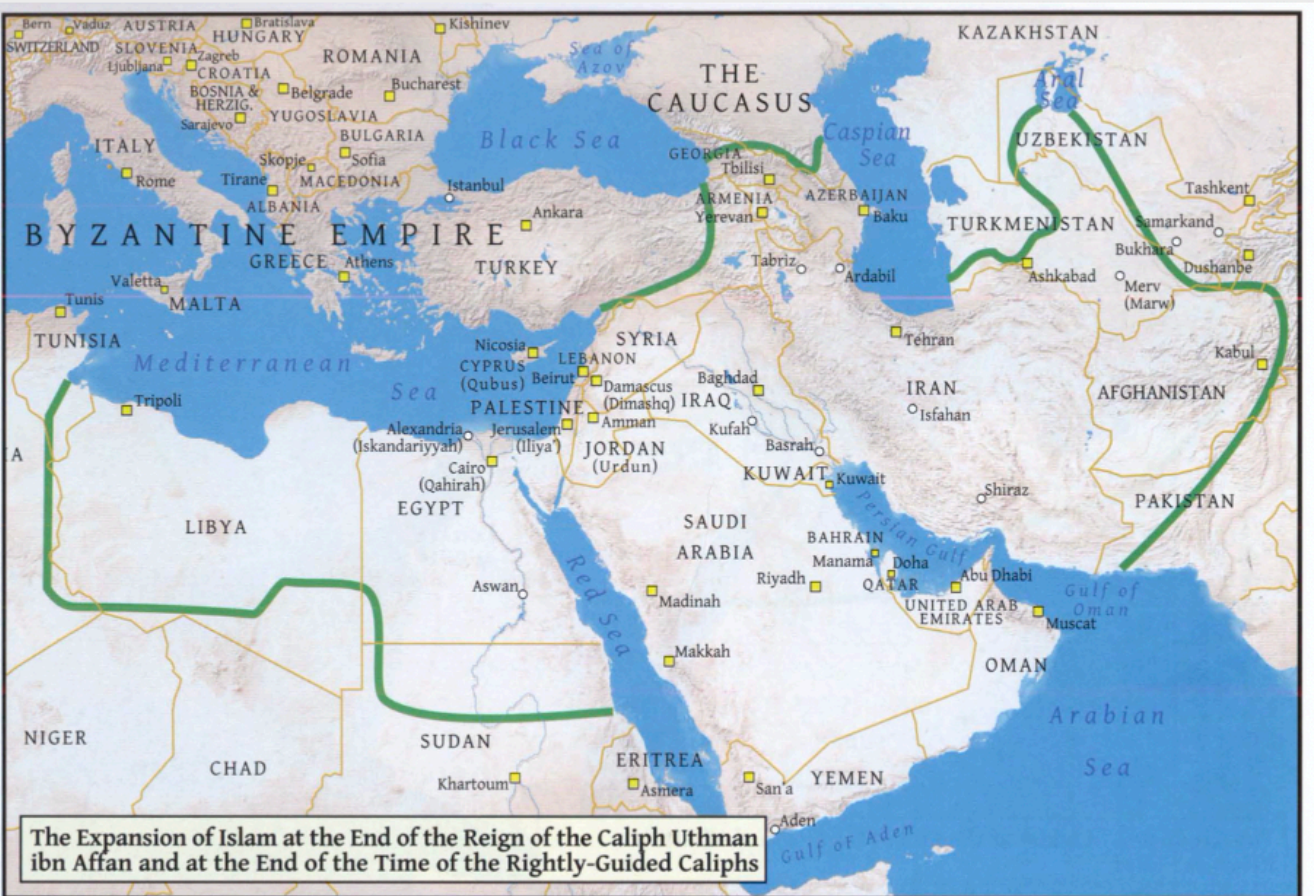 Bern
Vaduz
AUSTRIA
Bratislava
Kishinev
SWITZERLAND
SLOVENIA
HUNGARY
Ljubljana
Zagreb
CROATIA
ROMANIA
BOSNIA &
HERZIG.
Belgrade
Bucharest
Sarajevo
YUGOSLAVIA
BULGARIA
ITALY
Rome
Skopje
Sofia
Tirane
MACEDONIA
ALBANIA
Istanbul
Sea of
Azov
Black Sea
THE
CAUCASUS
KAZAKHSTAN
Aral
Sea
Caspian
Sea
UZBEKISTAN
GEORGIA
Tbilisi
ARMENIA
Yerevan
AZERBAIJAN
Baku
Tashkent
TURKMENISTAN
Samarkand
Bukhara
Dushanbe
BYZANTINE EMPIRE
Ankara
GREECE
Athens
TURKEY
Tabriz
Ardabil
Ashkabad
Merv
(Marw)
Valetta
MALTA
Tunis
TUNISIA
Mediterranean
Sea
Nicosia
CYPRUS
(Qubus)
LEBANON
Beirut
SYRIA
Damascus
(Dimashq)
Baghdad
IRAQ
Tehran
IRAN
Isfahan
Kabul
AFGHANISTAN
Tripoli
PALESTINE
Amman
Alexandria
(Iskandariyyah)
Jerusalem
(Iliya')
JORDAN
(Urdun)
Kufah
Basrah
IA
Cairo
(Qahirah)
EGYPT
KUWAIT
Kuwait
Shiraz
PAKISTAN
LIBYA
SAUDI
ARABIA
Persian Gulf
BAHRAIN
Manama
Doha
QATAR
Riyadh
Abu Dhabi
UNITED ARAB
EMIRATES
Gulf of
Oman
Muscat
Aswan
Red Sea
Madinah
Makkah
OMAN
NIGER
CHAD
SUDAN
Khartoum
ERITREA
Asmera
San'a
YEMEN
Aden
Gulf oF Aden
Arabian
Sea
The Expansion of Islam at the End of the Reign of the Caliph Uthman
ibn Affan and at the End of the Time of the Rightly-Guided Caliphs